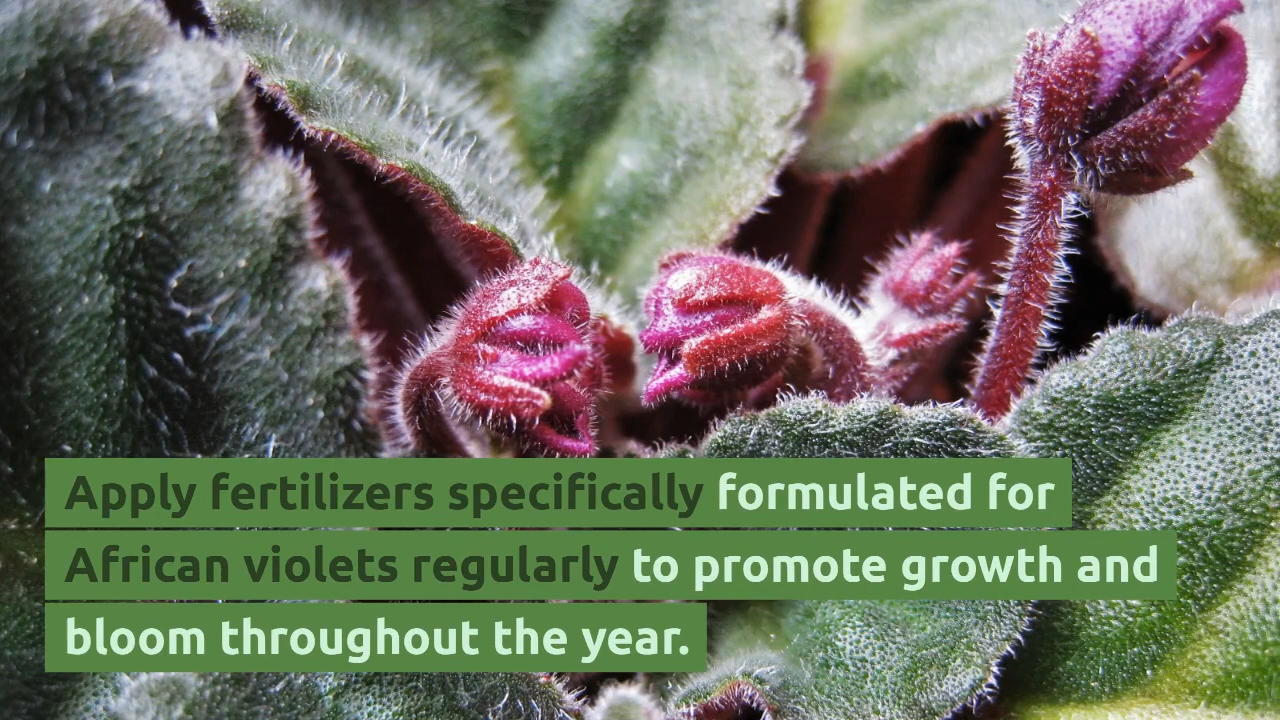 Apply fertilizers specifically formulated for
African violets regularly to promote growth and
bloom throughout the year.